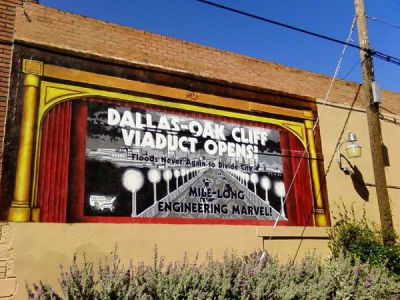 DALLAS-OAK CLIFF
VIADUCT OPENS!
Floods Never Again to Divide City
A MILE-LONG
ENGINEERING MARVEL!